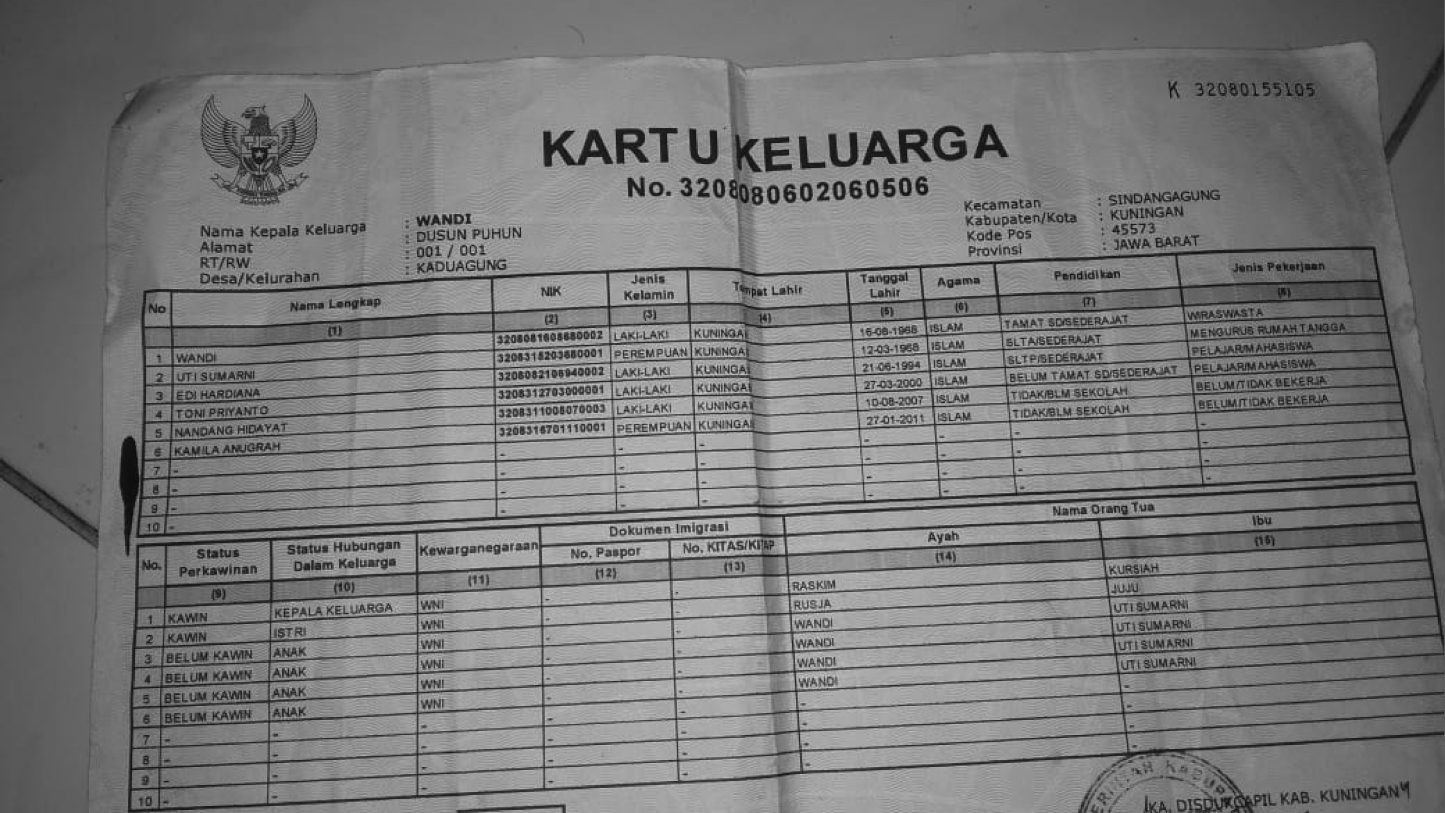 K 32080155105
KARTU KELUARGA
No. 3208080602060506
Nama Kepala Keluarga : WANDI
Alamat : DUSUN PUHUN
RT/RW : 001 / 001
Desa/Kelurahan : KADUAGUNG
Kecamatan : SINDANGAGUNG
Kabupaten/Kota : KUNINGAN
Kode Pos : 45573
Provinsi : JAWA BARAT
No Nama Lengkap NIK Jenis Kelamin Tempat Lahir Tanggal Lahir Agama Pendidikan Jenis Pekerjaan
(1) (2) (3) (4) (5) (6) (7) (8)
1 WANDI 3208081608680002 LAKI-LAKI KUNINGAN 16-08-1968 ISLAM TAMAT SD/SEDERAJAT WIRASWASTA
2 UTI SUMARNI 3208315203680001 PEREMPUAN KUNINGAN 12-03-1968 ISLAM SLTA/SEDERAJAT MENGURUS RUMAH TANGGA
3 EDI HARDIANA 3208082106940002 LAKI-LAKI KUNINGAN 21-06-1994 ISLAM SLTP/SEDERAJAT PELAJAR/MAHASISWA
4 TONI PRIYANTO 3208312703000001 LAKI-LAKI KUNINGAN 27-03-2000 ISLAM BELUM TAMAT SD/SEDERAJAT PELAJAR/MAHASISWA
5 NANDANG HIDAYAT 3208311008070003 LAKI-LAKI KUNINGAN 10-08-2007 ISLAM TIDAK/BLM SEKOLAH BELUM/TIDAK BEKERJA
6 KAMILA ANUGRAH 3208316701110001 PEREMPUAN KUNINGAN 27-01-2011 ISLAM TIDAK/BLM SEKOLAH BELUM/TIDAK BEKERJA
7 - - - - - - - -
8 - - - - - - - -
9 - - - - - - - -
10 - - - - - - - -
Dokumen Imigrasi Nama Orang Tua
No. Status Perkawinan Status Hubungan Dalam Keluarga Kewarganegaraan No. Paspor No. KITAS/KITAP Ayah Ibu
(9) (10) (11) (12) (13) (14) (15)
1 KAWIN KEPALA KELUARGA WNI - - RASKIM KURSIAH
2 KAWIN ISTRI WNI - - RUSJA JUJU
3 BELUM KAWIN ANAK WNI - - WANDI UTI SUMARNI
4 BELUM KAWIN ANAK WNI - - WANDI UTI SUMARNI
5 BELUM KAWIN ANAK WNI - - WANDI UTI SUMARNI
6 BELUM KAWIN ANAK WNI - - WANDI UTI SUMARNI
7 - - - - - - -
8 - - - - - - -
9 - - - - - - -
10 - - - - - - -
KA. DISDUKCAPIL KAB. KUNINGAN